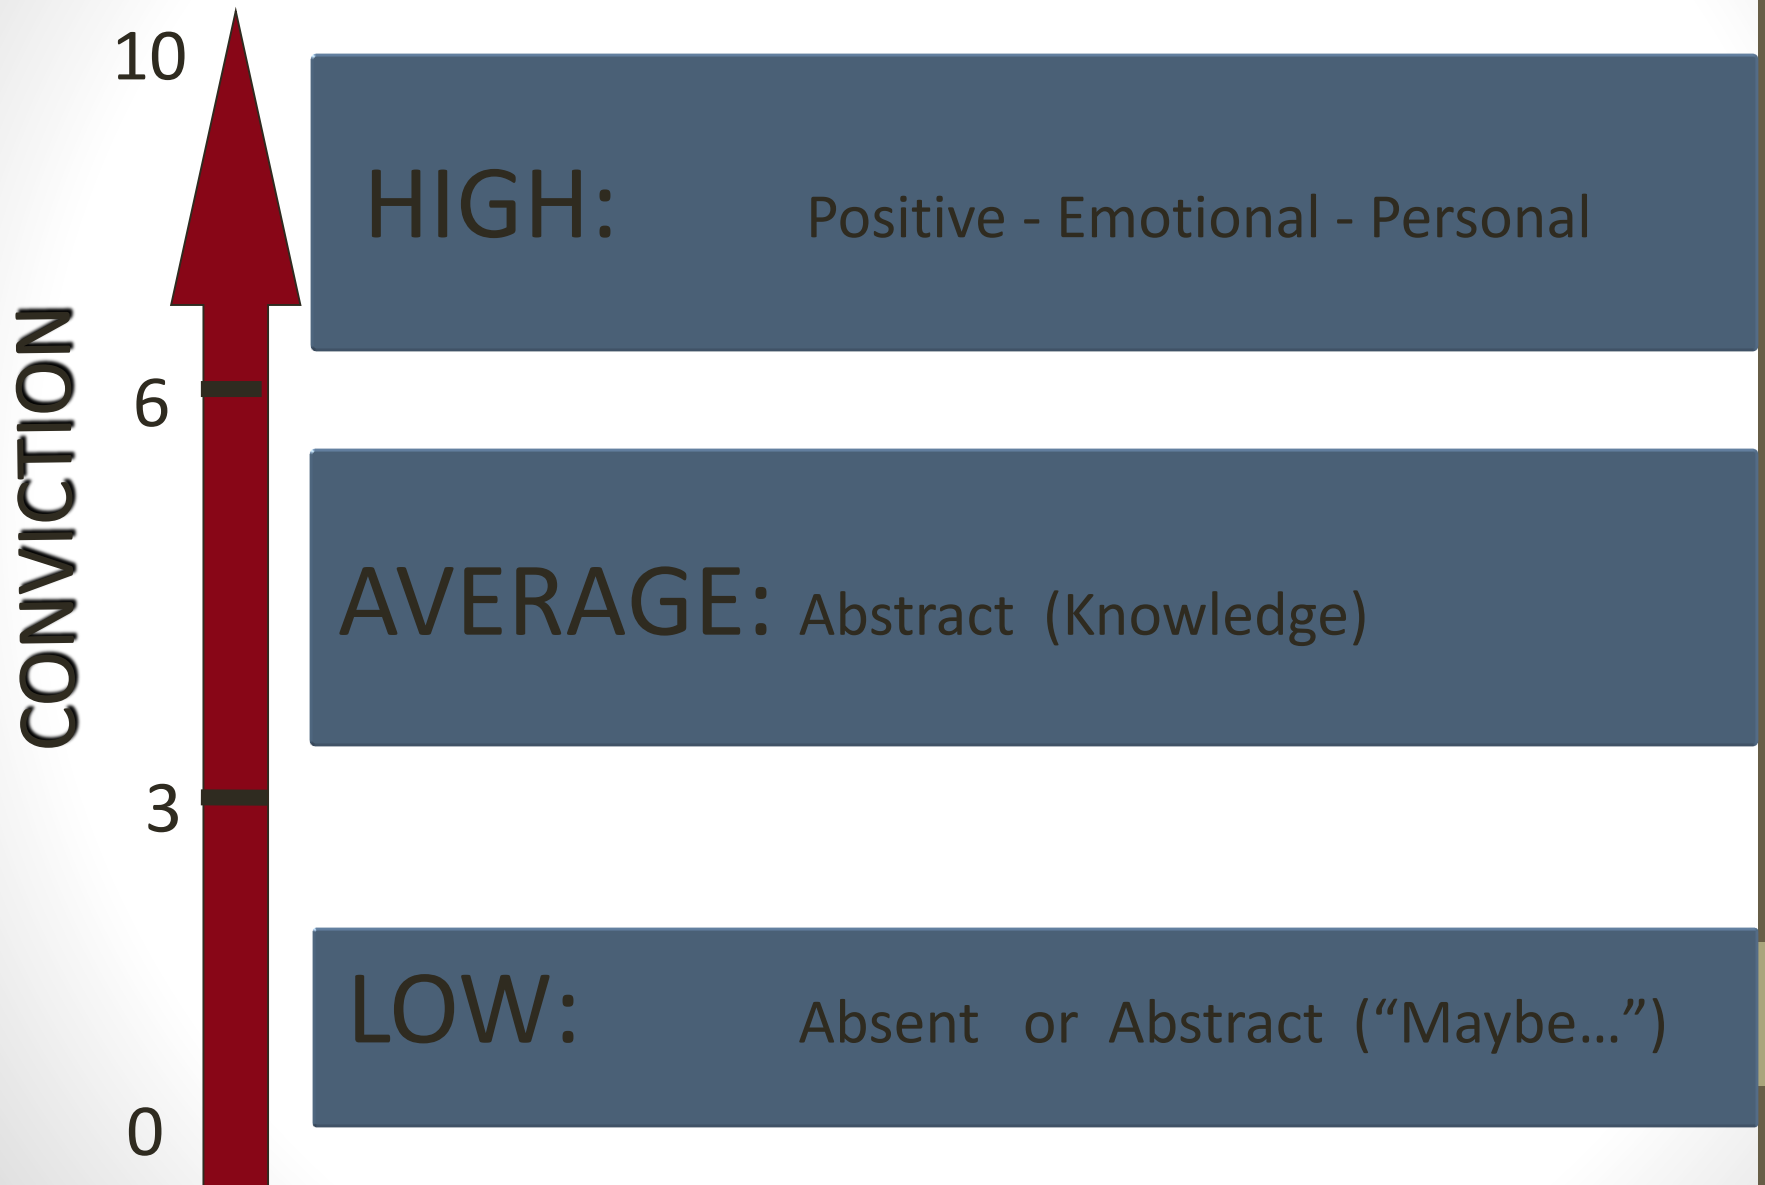 10
HIGH: Positive - Emotional - Personal
CONVICTION
6
AVERAGE: Abstract (Knowledge)
3
LOW: Absent or Abstract (“Maybe…”)
0